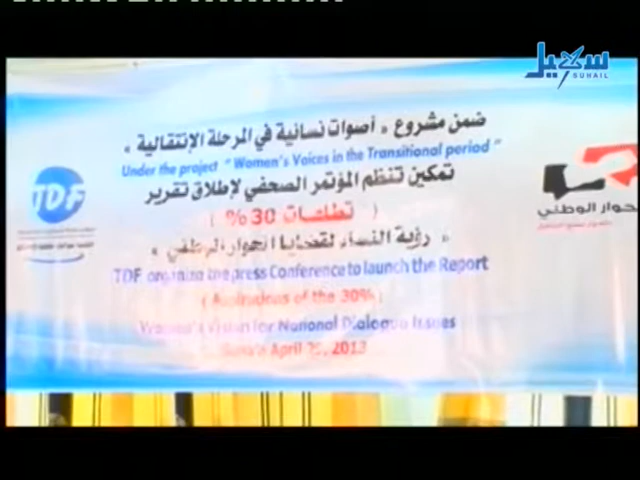 سهيل
SUHAIL
ضمن مشروع « أصوات نسائية في المرحلة الإنتقالية »
Under the project " Women's Voices in the Transitional period "
تمكين تنظم المؤتمر الصحفي لإطلاق تقرير
( تطلعات 30 % )
« رؤية النساء لقضايا الحوار الوطني »
TDF organize the press Conference to launch the Report
( Aspirations of the 30% )
Women's Vision for National Dialogue Issues
April 2013
TDF
الحوار الوطني